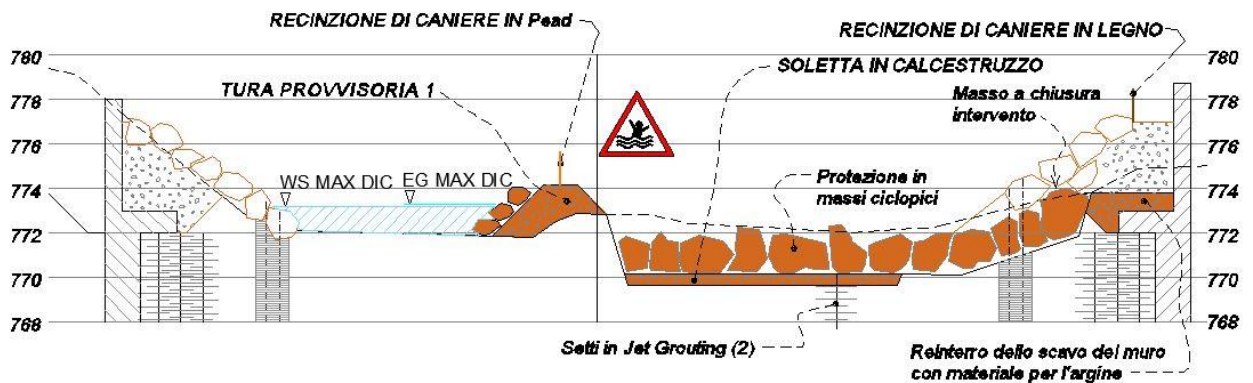 RECINZIONE DI CANIERE IN Pead
RECINZIONE DI CANIERE IN LEGNO
780
780
TURA PROVVISORIA 1
SOLETTA IN CALCESTRUZZO
778
Masso a chiusura
intervento
778
776
776
WS MAX DIC
EG MAX DIC
774
Protezione in
massi ciclopici
774
772
772
770
770
768
768
Setti in Jet Grouting (2)
Reinterro dello scavo del muro
con materiale per l'argine